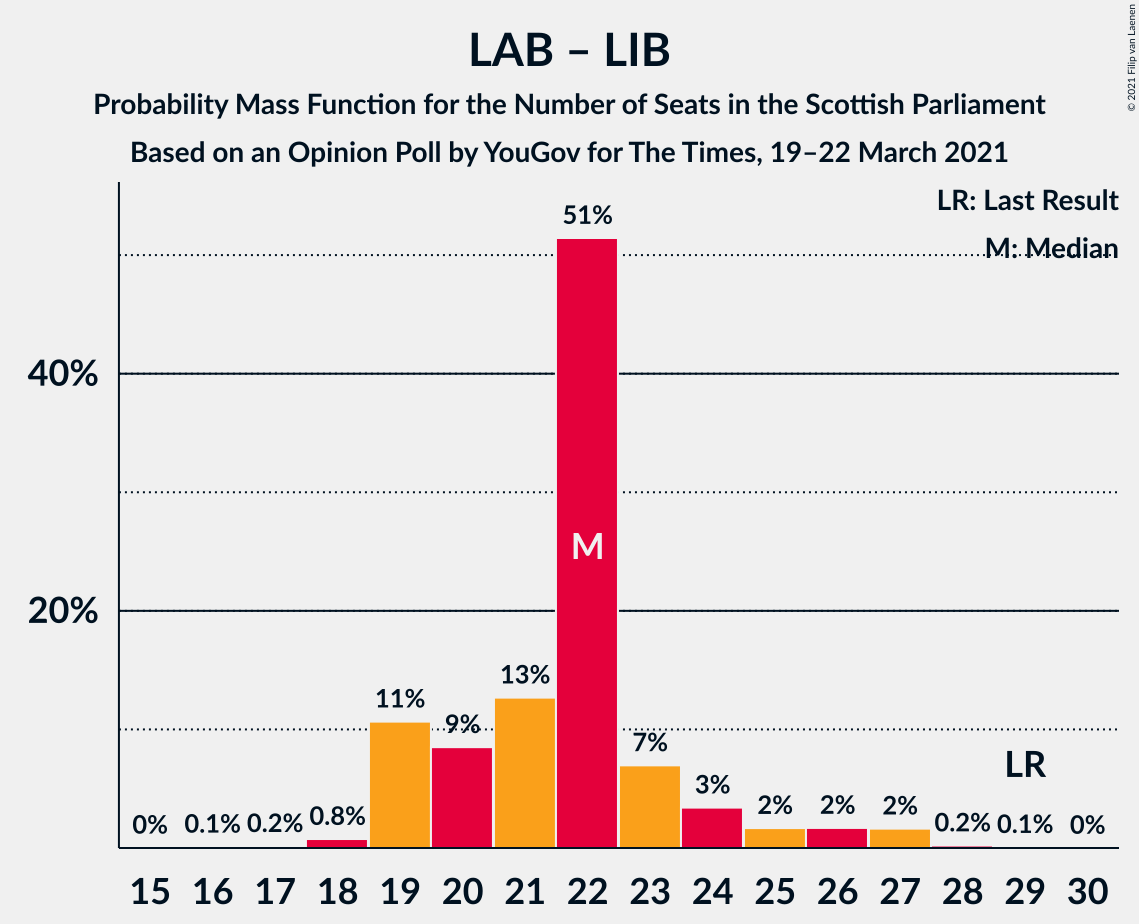 LAB – LIB
Probability Mass Function for the Number of Seats in the Scottish Parliament
Based on an Opinion Poll by YouGov for The Times, 19–22 March 2021
© 2021 Filip van Laenen
LR: Last Result
M: Median
40%
20%
0%
0.1%
0.2%
0.8%
11%
9%
13%
51%
M
7%
3%
2%
2%
2%
0.2%
0.1%
LR
0%
15 16 17 18 19 20 21 22 23 24 25 26 27 28 29 30